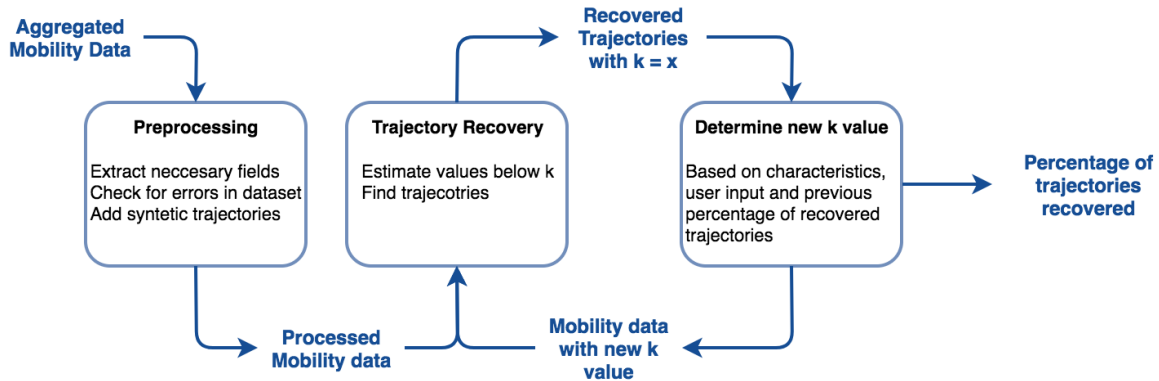 Aggregated
Mobility Data
Preprocessing
Extract neccesary fields
Check for errors in dataset
Add syntetic trajectories
Processed
Mobility data
Trajectory Recovery
Estimate values below k
Find trajecotries
Recovered
Trajectories
with k = x
Determine new k value
Based on characteristics,
user input and previous
percentage of recovered
trajectories
Mobility data
with new k
value
Percentage of
trajectories
recovered